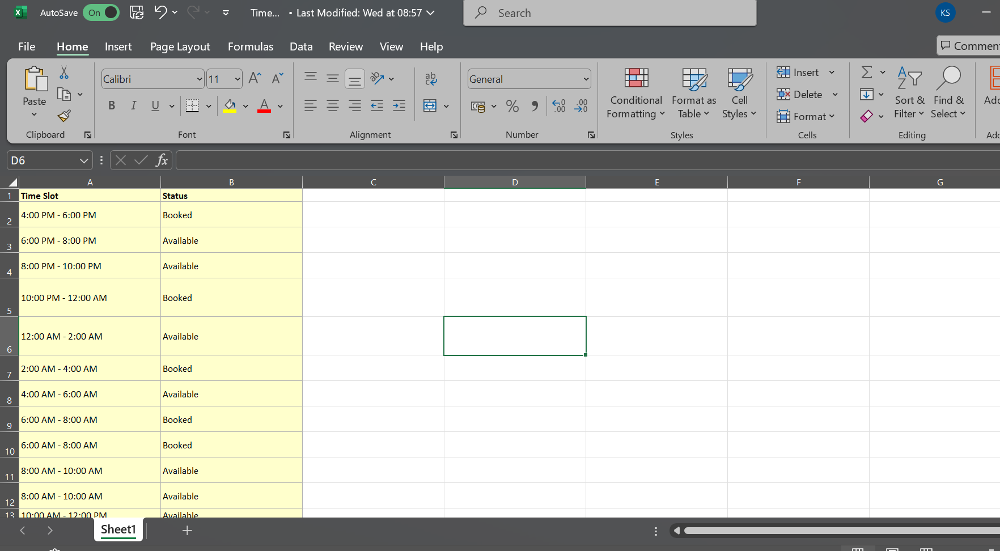 AutoSave On Time... • Last Modified: Wed at 08:57 Search KS
File Home Insert Page Layout Formulas Data Review View Help
Paste Calibri 11 B I U A ab General % Conditional Formatting Format as Table Cell Styles Insert Delete Format Sort & Filter Find & Select
Clipboard Font Alignment Number Styles Cells Editing
D6 fx
A B C D E F G
1 Time Slot Status
2 4:00 PM - 6:00 PM Booked
3 6:00 PM - 8:00 PM Available
4 8:00 PM - 10:00 PM Available
5 10:00 PM - 12:00 AM Booked
6 12:00 AM - 2:00 AM Available
7 2:00 AM - 4:00 AM Booked
8 4:00 AM - 6:00 AM Available
9 6:00 AM - 8:00 AM Booked
10 6:00 AM - 8:00 AM Booked
11 8:00 AM - 10:00 AM Available
12 8:00 AM - 10:00 AM Available
13 10:00 AM - 12:00 PM Available
Sheet1